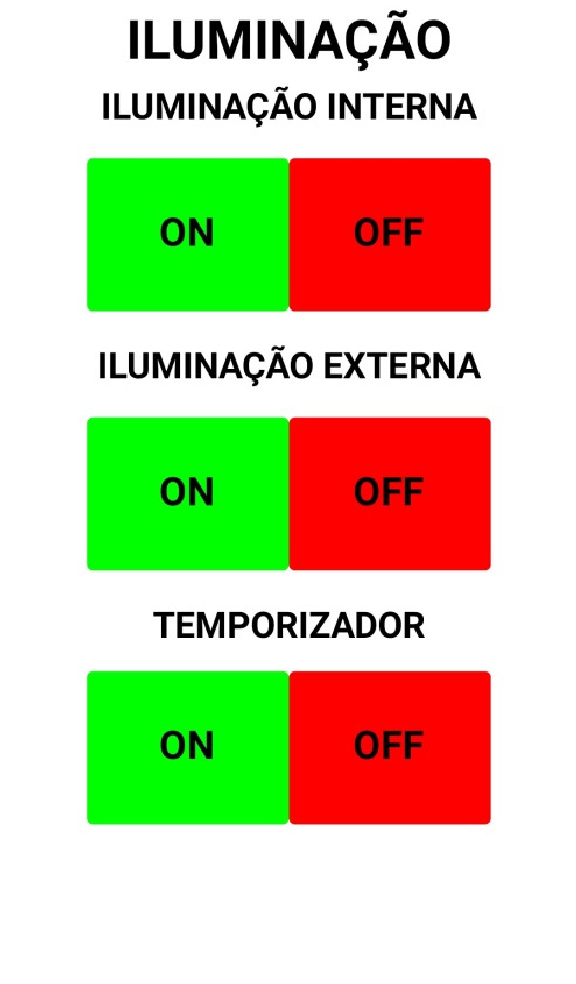 ILUMINAÇÃO
ILUMINAÇÃO INTERNA
ON OFF
ILUMINAÇÃO EXTERNA
ON OFF
TEMPORIZADOR
ON OFF